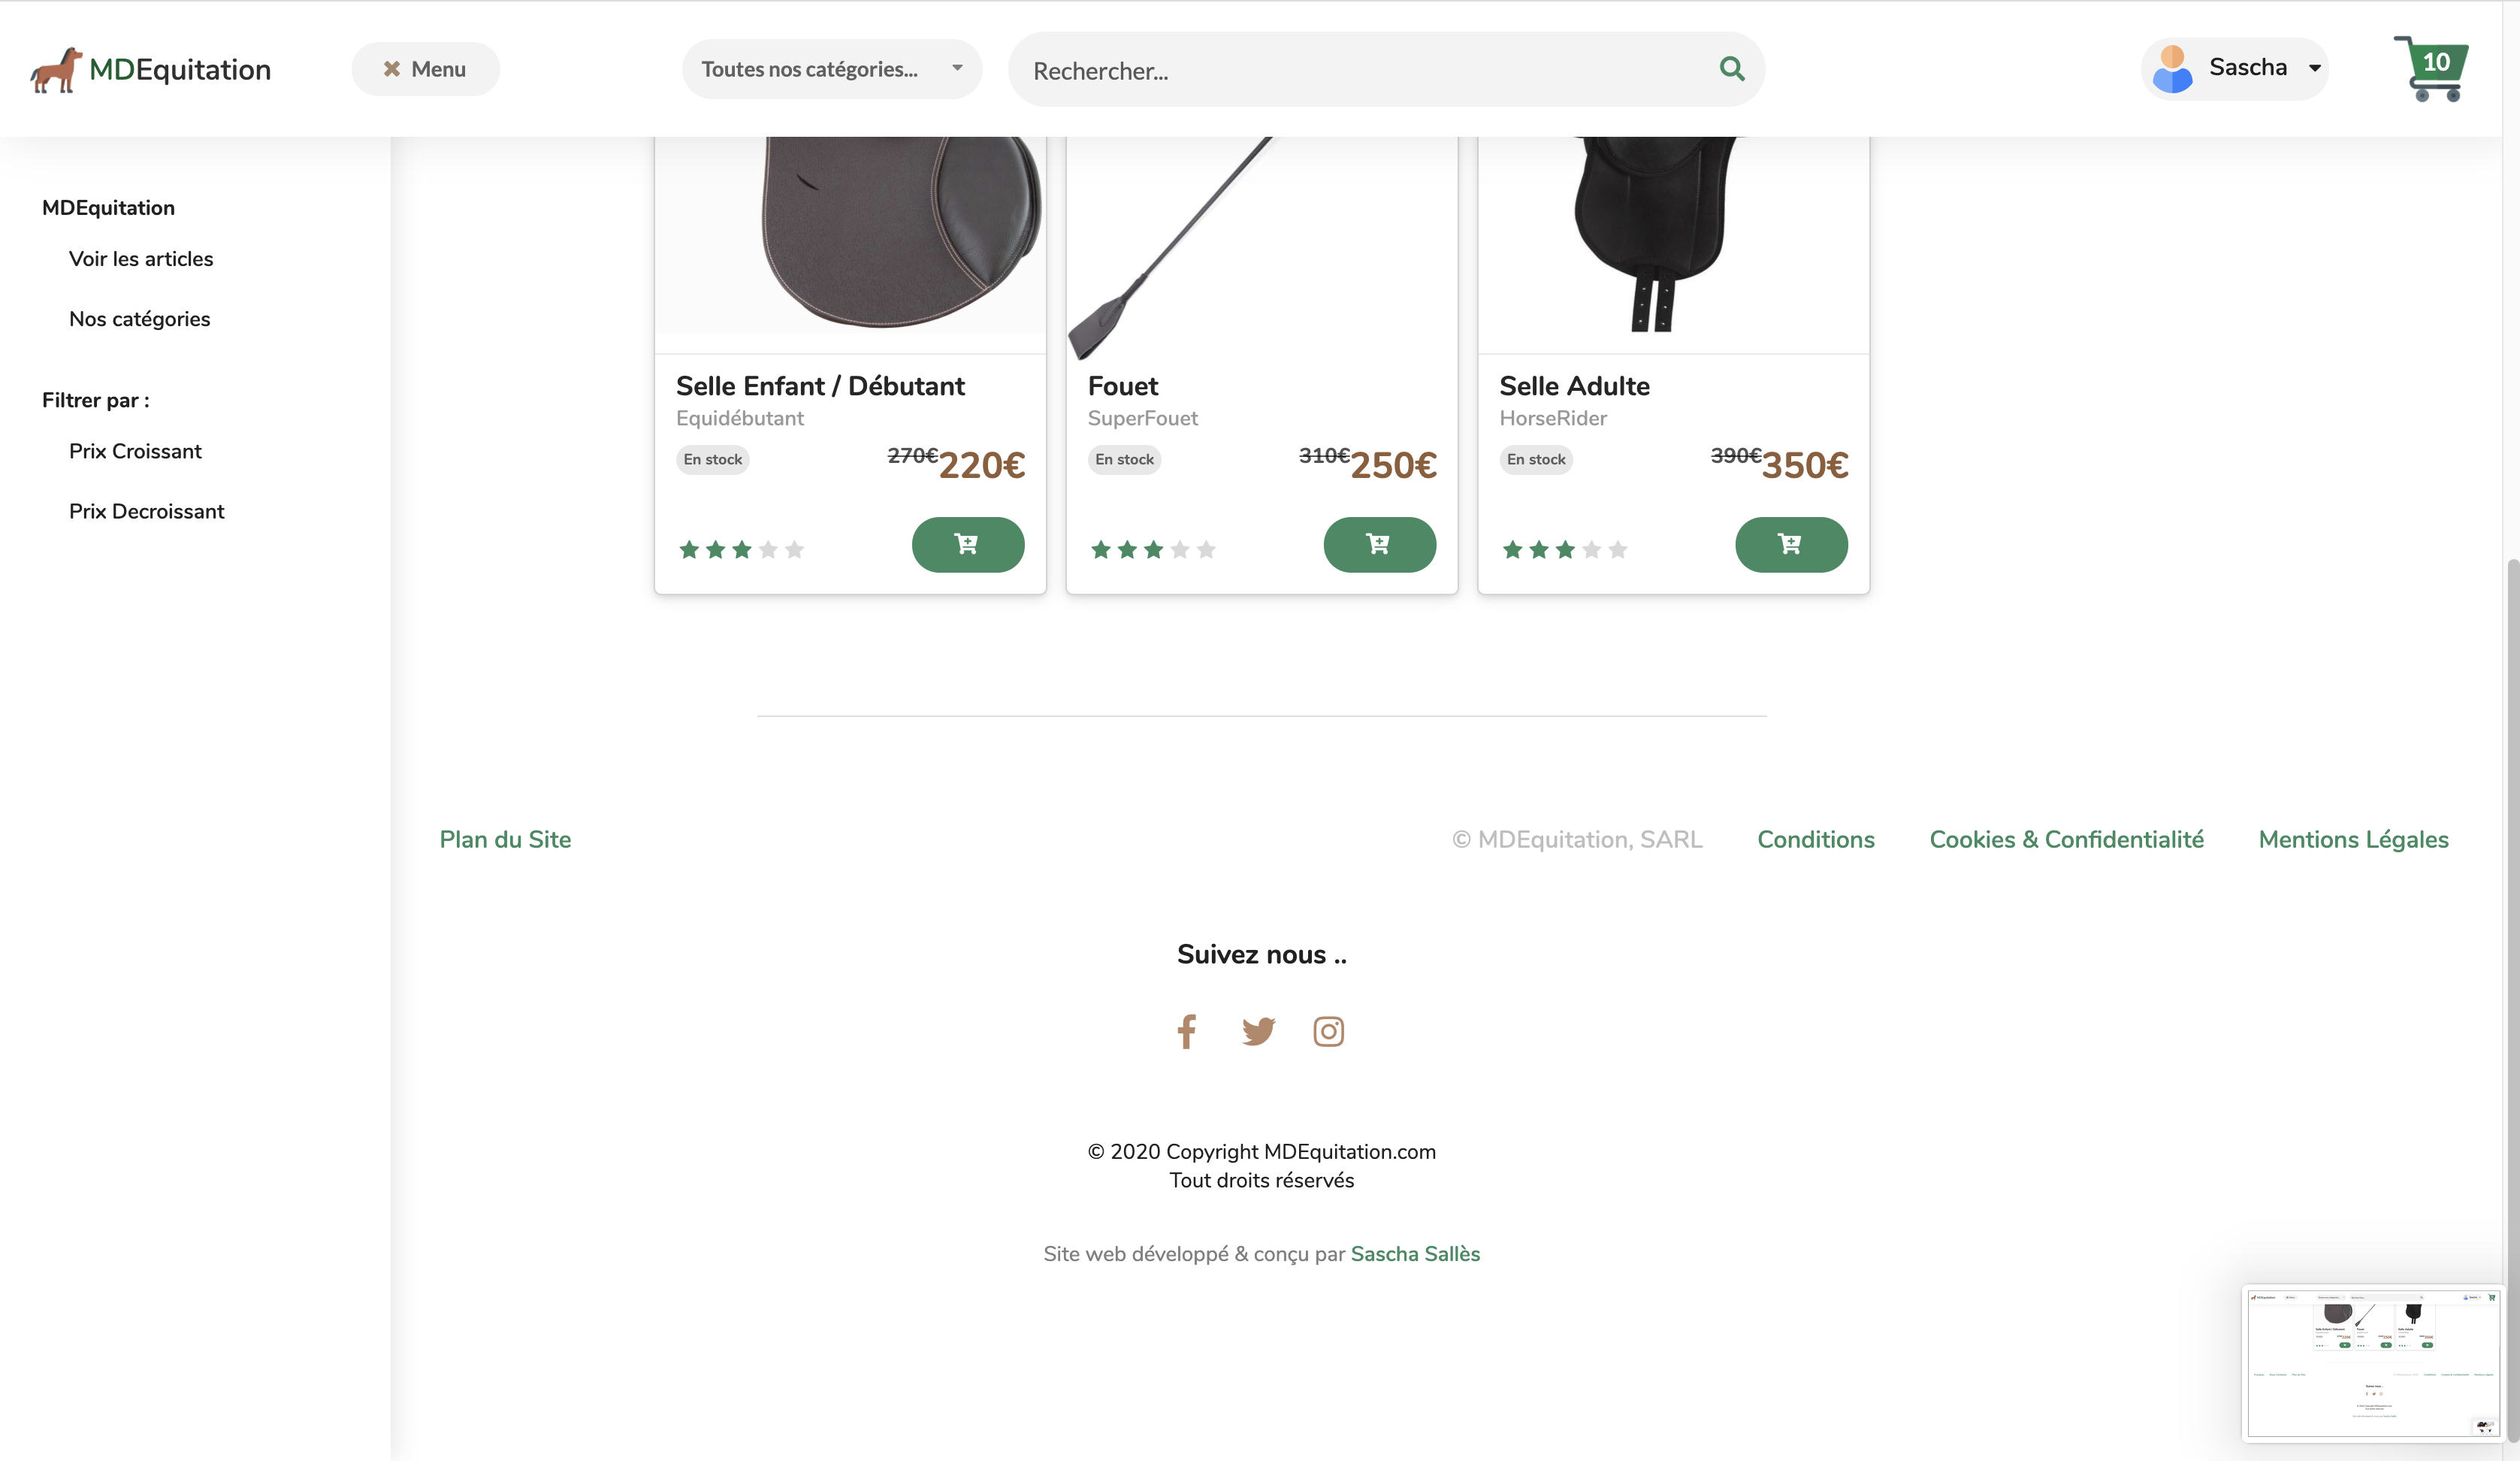 MDEquitation
Menu
Toutes nos catégories...
Rechercher...
Sascha
10
MDEquitation
Voir les articles
Nos catégories
Filtrer par :
Prix Croissant
Prix Decroissant
Selle Enfant / Débutant
Equidébutant
En stock
270€ 220€
Fouet
SuperFouet
En stock
310€ 250€
Selle Adulte
HorseRider
En stock
390€ 350€
Plan du Site
© MDEquitation, SARL
Conditions
Cookies & Confidentialité
Mentions Légales
Suivez nous ..
© 2020 Copyright MDEquitation.com
Tout droits réservés
Site web développé & conçu par Sascha Sallès